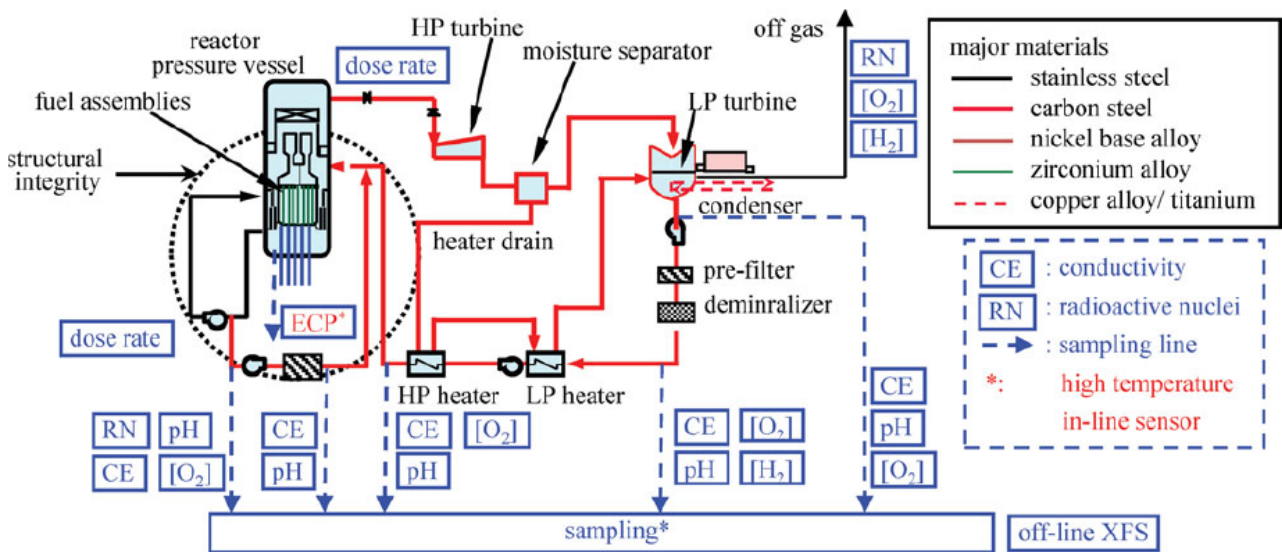 HP turbine
off gas
reactor
pressure vessel
dose rate
moisture separator
RN
major materials
stainless steel
fuel assemblies
LP turbine
[O₂]
carbon steel
[H₂]
nickel base alloy
structural
integrity
zirconium alloy
condenser
copper alloy/ titanium
heater drain
pre-filter
CE : conductivity
deminralizer
RN : radioactive nuclei
ECP*
dose rate
: sampling line
*: high temperature
in-line sensor
HP heater
LP heater
CE
pH
[O₂]
RN pH
CE [O₂]
CE
pH
CE [O₂]
pH
CE [O₂]
pH [H₂]
sampling*
off-line XFS